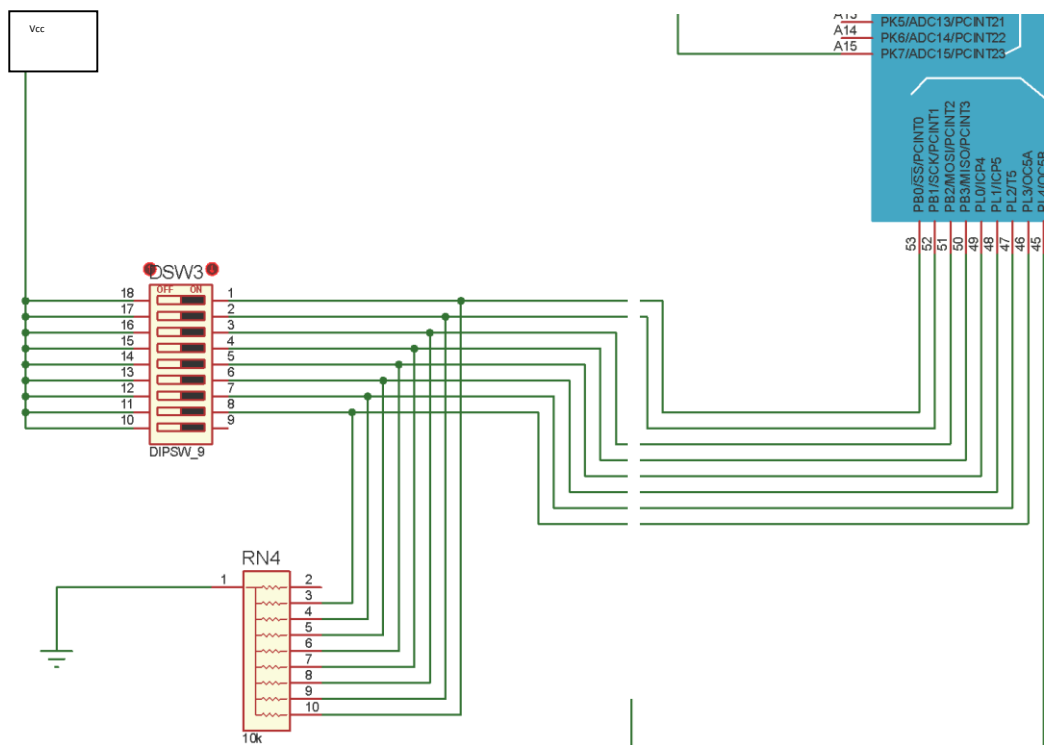 Vcc
A13
PK5/ADC13/PCINT21
A14
PK6/ADC14/PCINT22
A15
PK7/ADC15/PCINT23
PB0/SS/PCINT0
PB1/SCK/PCINT1
PB2/MOSI/PCINT2
PB3/MISO/PCINT3
PL0/ICP4
PL1/ICP5
PL2/T5
PL3/OC5A
PL4/OC5B
53
52
51
50
49
48
47
46
45
DSW3
OFF ON
18 1
17 2
16 3
15 4
14 5
13 6
12 7
11 8
10 9
DIPSW_9
RN4
1 2
3
4
5
6
7
8
9
10
10k